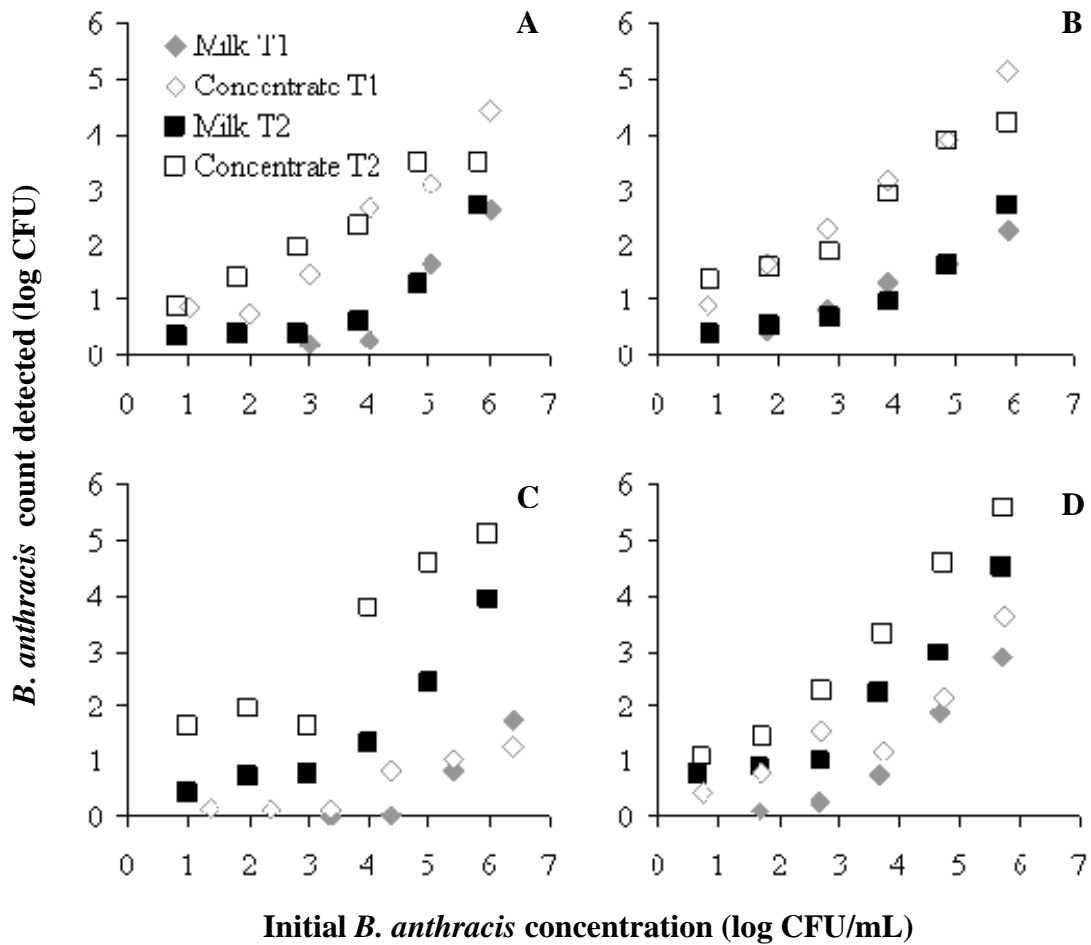 A
6
5
4
3
2
1
0
Milk T1
Concentrate T1
Milk T2
Concentrate T2
0 1 2 3 4 5 6 7
B
6
5
4
3
2
1
0
0 1 2 3 4 5 6 7
C
6
5
4
3
2
1
0
0 1 2 3 4 5 6 7
D
6
5
4
3
2
1
0
0 1 2 3 4 5 6 7
B. anthracis count detected (log CFU)
Initial B. anthracis concentration (log CFU/mL)